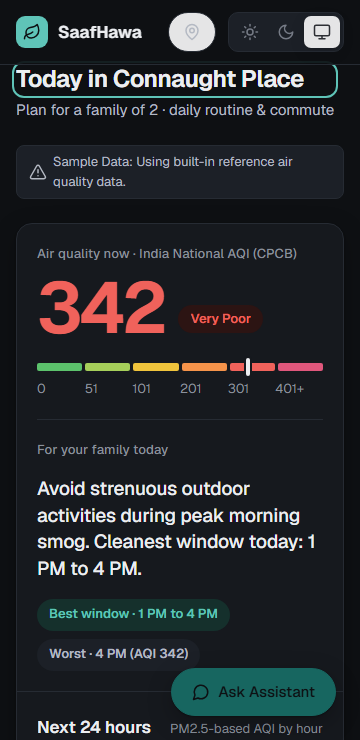 SaafHawa
Today in Connaught Place
Plan for a family of 2 · daily routine & commute
Sample Data: Using built-in reference air
quality data.
Air quality now · India National AQI (CPCB)
342
Very Poor
0 51 101 201 301 401+
For your family today
Avoid strenuous outdoor
activities during peak morning
smog. Cleanest window today: 1
PM to 4 PM.
Best window · 1 PM to 4 PM
Worst · 4 PM (AQI 342)
Ask Assistant
Next 24 hours PM2.5-based AQI by hour